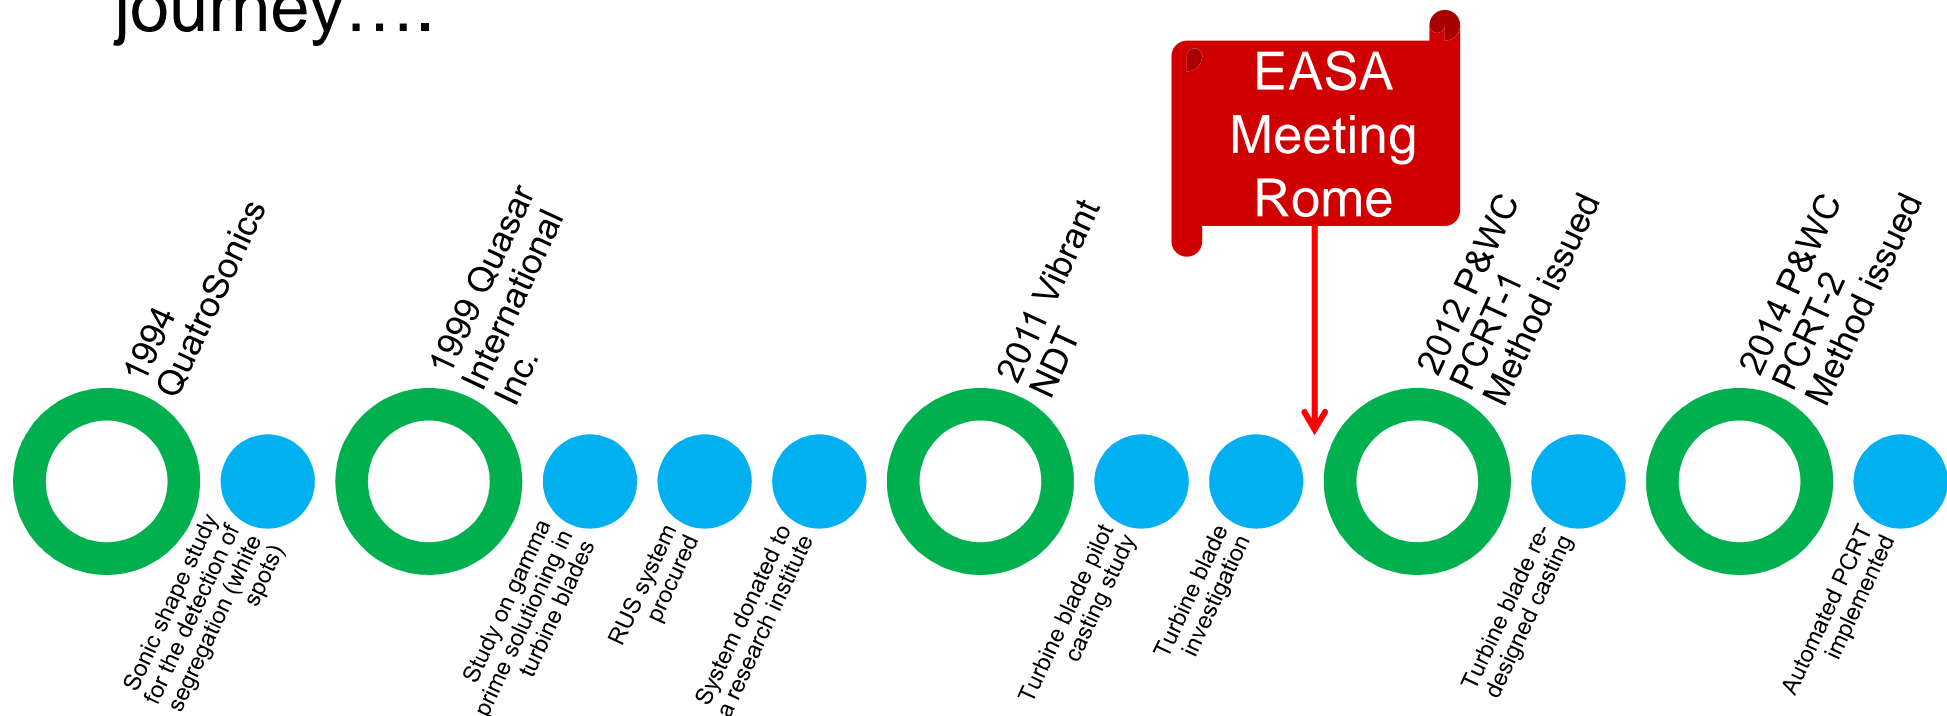 journey….
EASA
Meeting
Rome
1994
QuatroSonics
1999 Quasar
International
Inc.
2011 Vibrant
NDT
2012 P&WC
PCRT-1
Method issued
2014 P&WC
PCRT-2
Method issued
Sonic shape study
for the detection of
segregation (white
spots)
Study on gamma
prime solutioning in
turbine blades
RUS system
procured
System donated to
a research institute
Turbine blade pilot
casting study
Turbine blade
investigation
Turbine blade re-
designed casting
Automated PCRT
implemented